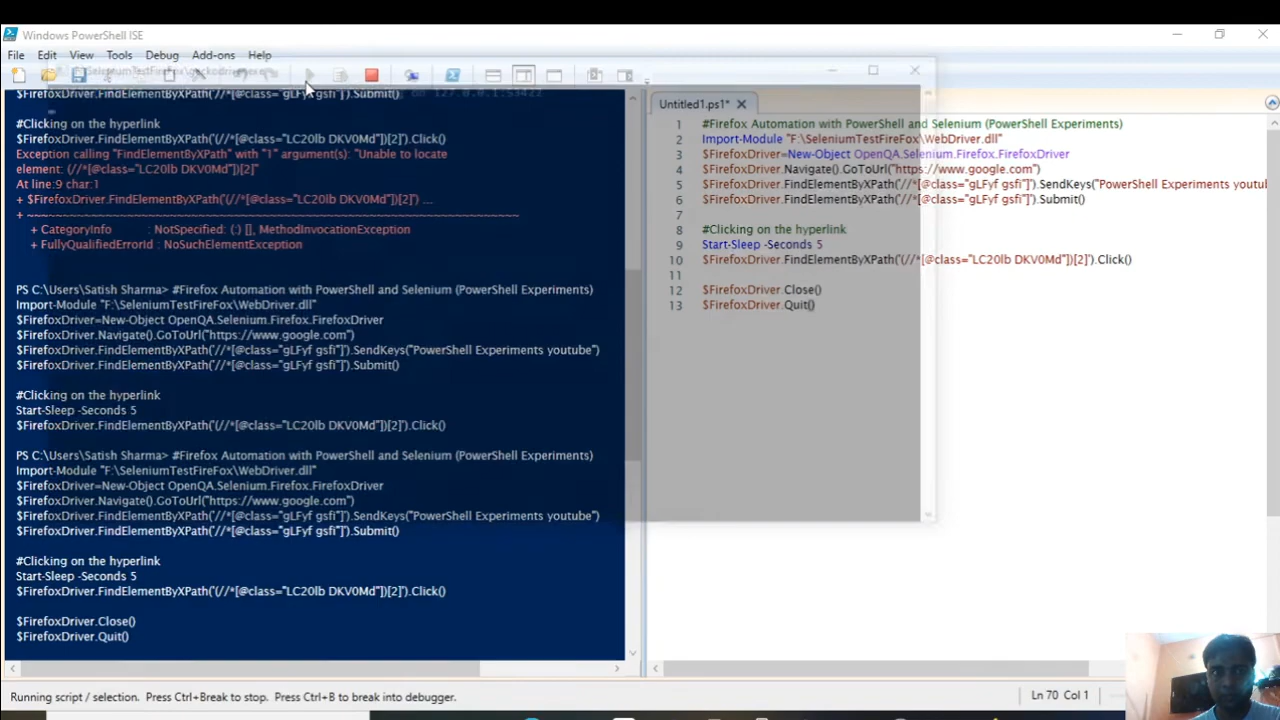 Windows PowerShell ISE
File Edit View Tools Debug Add-ons Help
$FirefoxDriver.FindElementByXPath('//*[@class="gLFyf gsfi"]').Submit()
#Clicking on the hyperlink
$FirefoxDriver.FindElementByXPath('(//*[@class="LC20lb DKV0Md"])[2]').Click()
Exception calling "FindElementByXPath" with "1" argument(s): "Unable to locate
element: (//*[@class="LC20lb DKV0Md"])[2]"
At line:9 char:1
+ $FirefoxDriver.FindElementByXPath('(//*[@class="LC20lb DKV0Md"])[2]') ...
+ ~~~~~~~~~~~~~~~~~~~~~~~~~~~~~~~~~~~~~~~~~~~~~~~~~~~~~~~~~~~~~~~~~~~~~
+ CategoryInfo : NotSpecified: (:) [], MethodInvocationException
+ FullyQualifiedErrorId : NoSuchElementException
PS C:\Users\Satish Sharma> #Firefox Automation with PowerShell and Selenium (PowerShell Experiments)
Import-Module "F:\SeleniumTestFireFox\WebDriver.dll"
$FirefoxDriver=New-Object OpenQA.Selenium.Firefox.FirefoxDriver
$FirefoxDriver.Navigate().GoToUrl("https://www.google.com")
$FirefoxDriver.FindElementByXPath('//*[@class="gLFyf gsfi"]').SendKeys("PowerShell Experiments youtube")
$FirefoxDriver.FindElementByXPath('//*[@class="gLFyf gsfi"]').Submit()
#Clicking on the hyperlink
Start-Sleep -Seconds 5
$FirefoxDriver.FindElementByXPath('(//*[@class="LC20lb DKV0Md"])[2]').Click()
PS C:\Users\Satish Sharma> #Firefox Automation with PowerShell and Selenium (PowerShell Experiments)
Import-Module "F:\SeleniumTestFireFox\WebDriver.dll"
$FirefoxDriver=New-Object OpenQA.Selenium.Firefox.FirefoxDriver
$FirefoxDriver.Navigate().GoToUrl("https://www.google.com")
$FirefoxDriver.FindElementByXPath('//*[@class="gLFyf gsfi"]').SendKeys("PowerShell Experiments youtube")
$FirefoxDriver.FindElementByXPath('//*[@class="gLFyf gsfi"]').Submit()
#Clicking on the hyperlink
Start-Sleep -Seconds 5
$FirefoxDriver.FindElementByXPath('(//*[@class="LC20lb DKV0Md"])[2]').Click()
$FirefoxDriver.Close()
$FirefoxDriver.Quit()
Untitled1.ps1*
1 #Firefox Automation with PowerShell and Selenium (PowerShell Experiments)
2 Import-Module "F:\SeleniumTestFireFox\WebDriver.dll"
3 $FirefoxDriver=New-Object OpenQA.Selenium.Firefox.FirefoxDriver
4 $FirefoxDriver.Navigate().GoToUrl("https://www.google.com")
5 $FirefoxDriver.FindElementByXPath('//*[@class="gLFyf gsfi"]').SendKeys("PowerShell Experiments youtul
6 $FirefoxDriver.FindElementByXPath('//*[@class="gLFyf gsfi"]').Submit()
7
8 #Clicking on the hyperlink
9 Start-Sleep -Seconds 5
10 $FirefoxDriver.FindElementByXPath('(//*[@class="LC20lb DKV0Md"])[2]').Click()
11
12 $FirefoxDriver.Close()
13 $FirefoxDriver.Quit()
Running script / selection. Press Ctrl+Break to stop. Press Ctrl+B to break into debugger.
Ln 70 Col 1